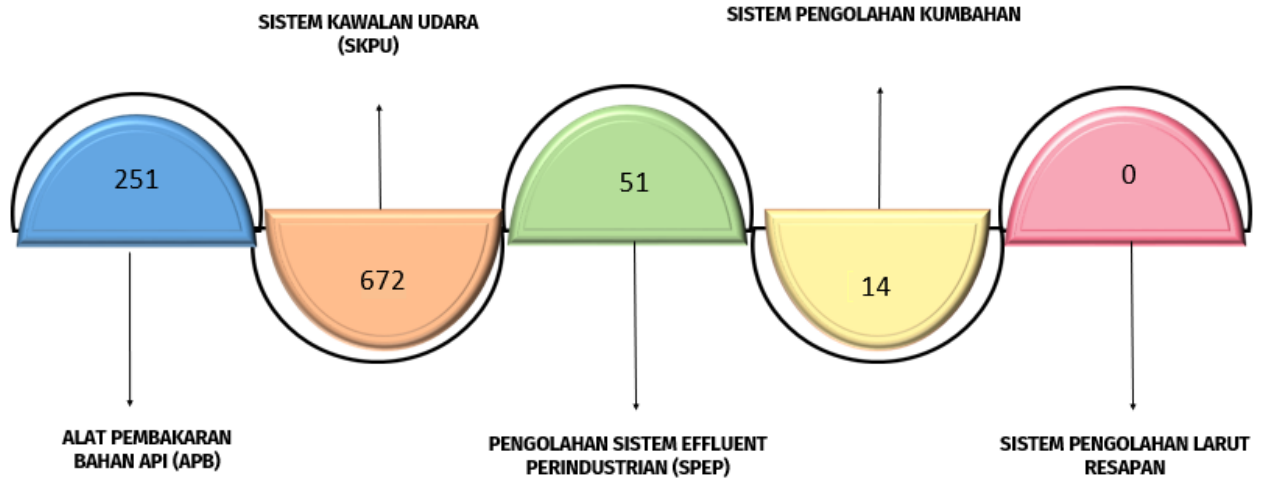 SISTEM KAWALAN UDARA
(SKPU)
SISTEM PENGOLAHAN KUMBAHAN
251
672
51
14
0
ALAT PEMBAKARAN
BAHAN API (APB)
PENGOLAHAN SISTEM EFFLUENT
PERINDUSTRIAN (SPEP)
SISTEM PENGOLAHAN LARUT
RESAPAN